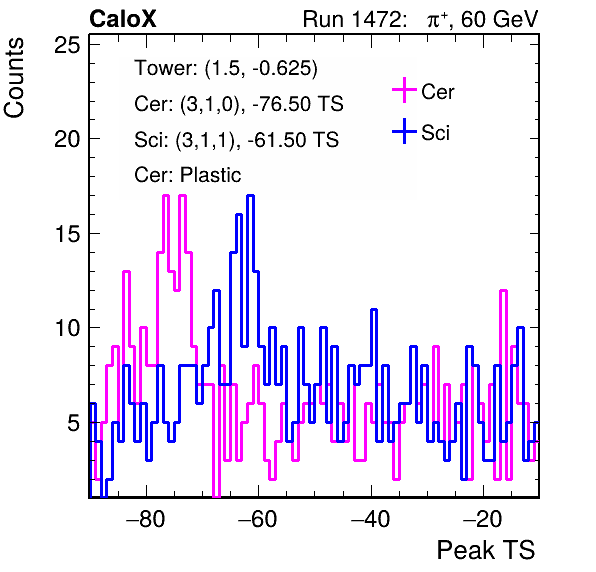 CaloX Run 1472: π⁺, 60 GeV
Counts
Tower: (1.5, -0.625)
Cer: (3,1,0), -76.50 TS
Sci: (3,1,1), -61.50 TS
Cer: Plastic
Cer
Sci
25
20
15
10
5
−80 −60 −40 −20
Peak TS